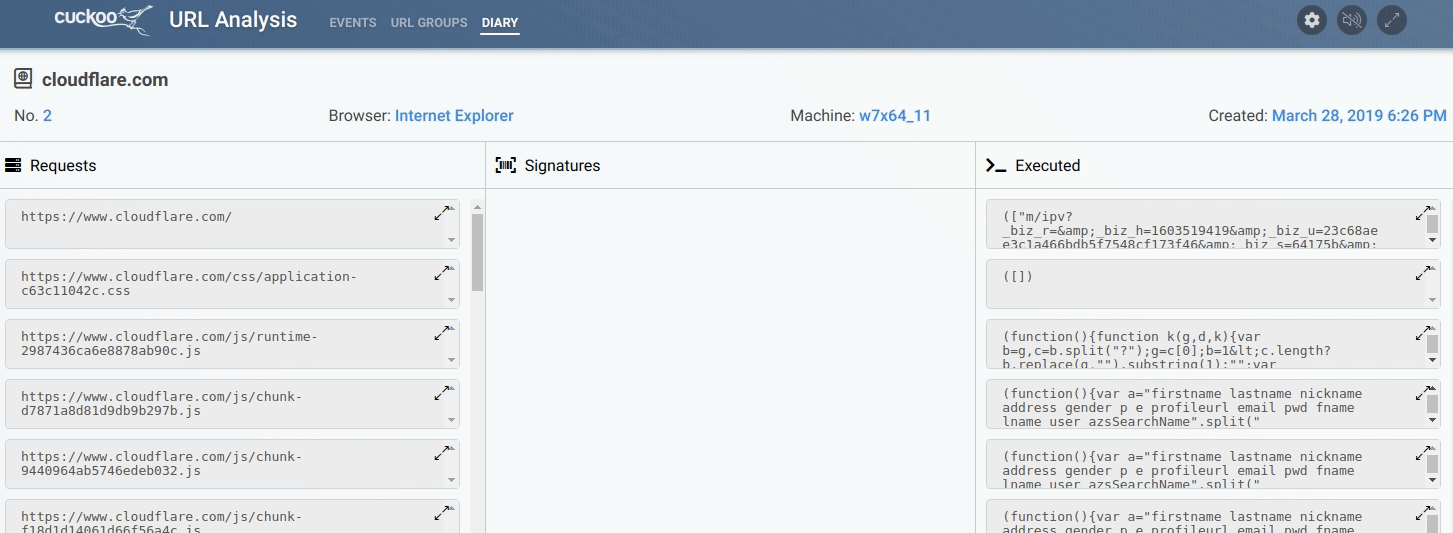 cuckoo URL Analysis EVENTS URL GROUPS DIARY
cloudflare.com
No. 2 Browser: Internet Explorer Machine: w7x64_11 Created: March 28, 2019 6:26 PM
Requests
https://www.cloudflare.com/
https://www.cloudflare.com/css/application-
c63c11042c.css
https://www.cloudflare.com/js/runtime-
2987436ca6e8878ab90c.js
https://www.cloudflare.com/js/chunk-
d7871a8d81d9db9b297b.js
https://www.cloudflare.com/js/chunk-
9440964ab5746edeb032.js
https://www.cloudflare.com/js/chunk-
f18d1d14061d66f56a4c.js
Signatures
Executed
(["m/ipv?
_biz_r=&amp;_biz_h=1603519419&amp;_biz_u=23c68ae
e3c1a466bdb5f7548cf173f46&amp;_biz_s=64175b&amp;
([])
(function(){function k(g,d,k){var
b=g,c=b.split("?");g=c[0];b=1&lt;c.length?
b.replace(g,"").substring(1):"";var
(function(){var a="firstname lastname nickname
address gender p e profileurl email pwd fname
lname user azsSearchName".split("
(function(){var a="firstname lastname nickname
address gender p e profileurl email pwd fname
lname user azsSearchName".split("
(function(){var a="firstname lastname nickname
address gender p e profileurl email pwd fname